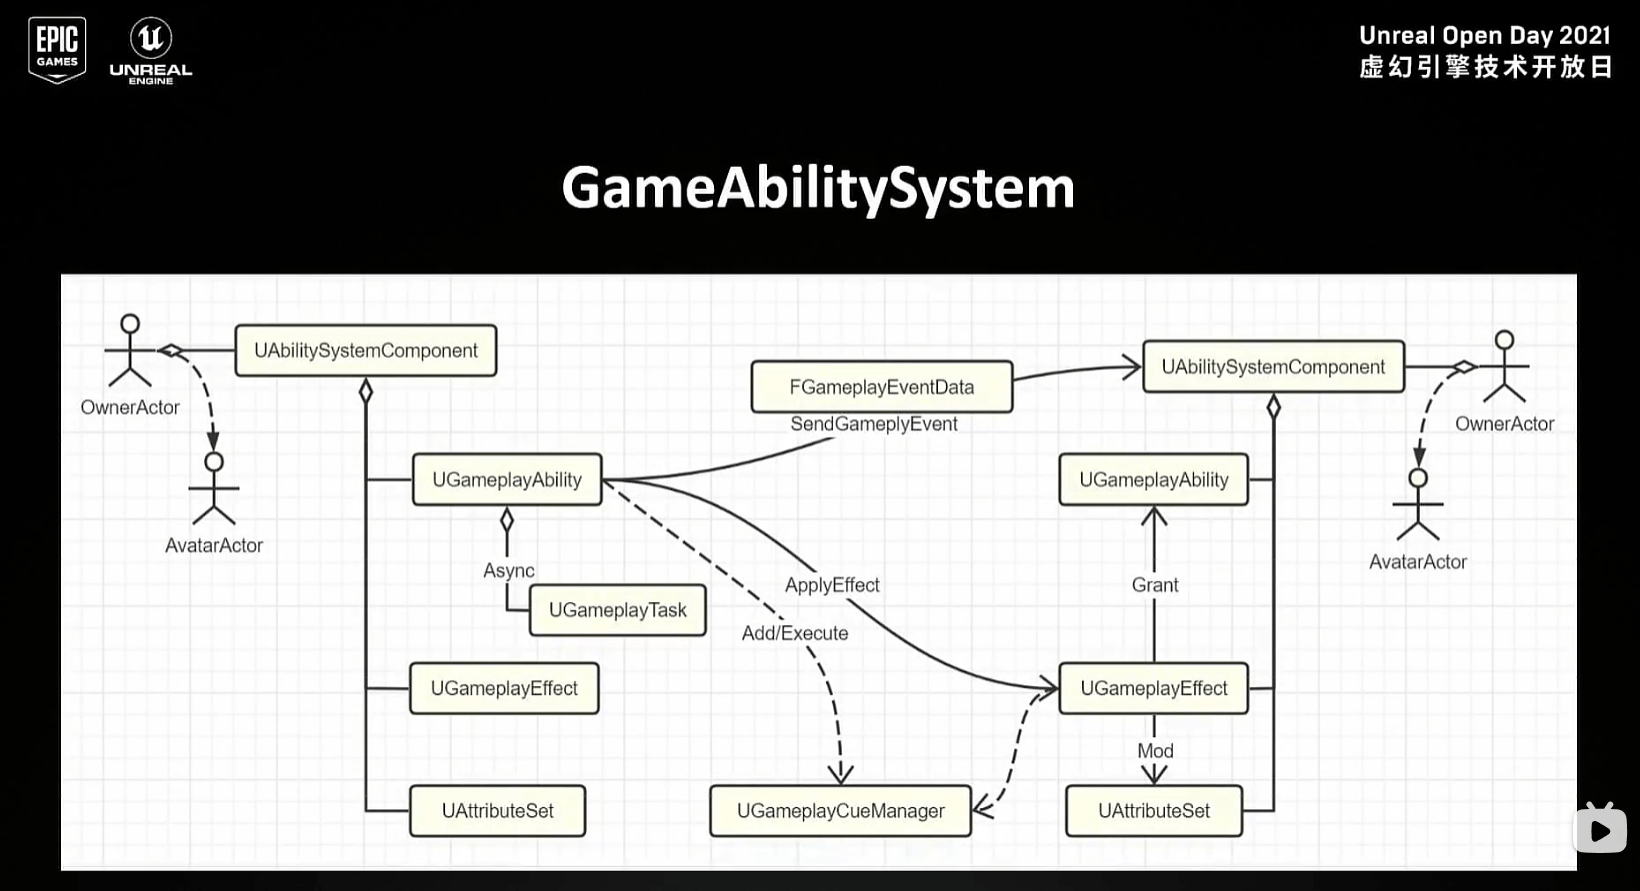 EPIC
GAMES
UNREAL
ENGINE
Unreal Open Day 2021
虚幻引擎技术开放日
GameAbilitySystem
OwnerActor
UAbilitySystemComponent
AvatarActor
UGameplayAbility
Async
UGameplayTask
UGameplayEffect
UAttributeSet
FGameplayEventData
SendGameplyEvent
ApplyEffect
Add/Execute
UGameplayCueManager
UAbilitySystemComponent
OwnerActor
AvatarActor
UGameplayAbility
Grant
UGameplayEffect
Mod
UAttributeSet